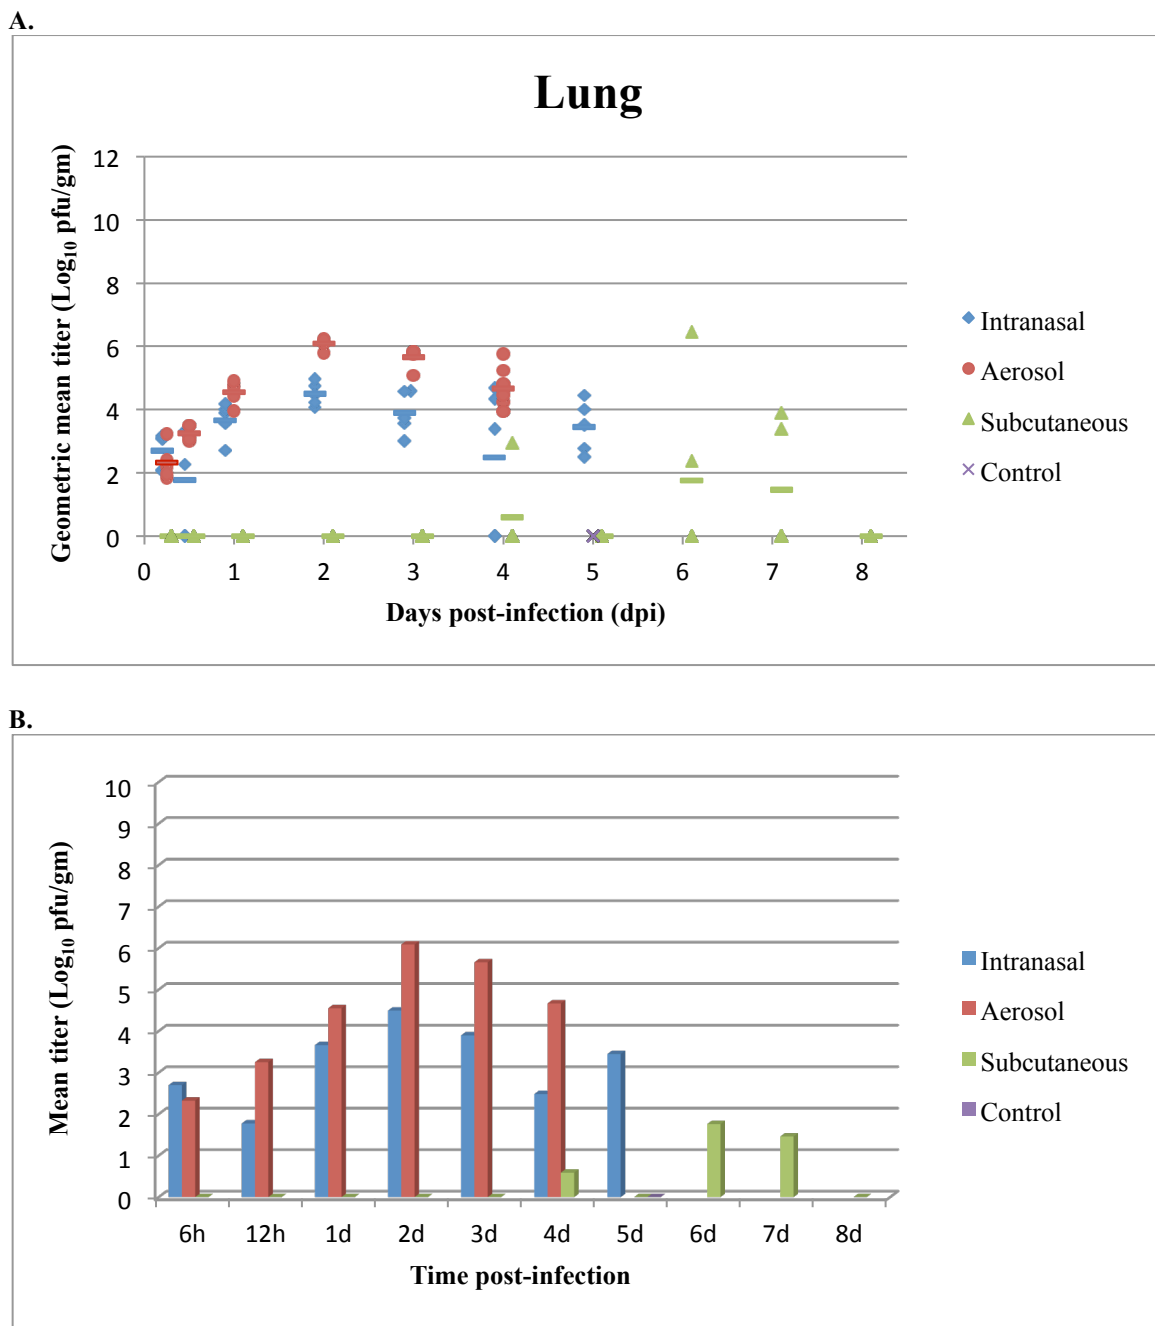 A.
Lung
Geometric mean titer (Log₁₀ pfu/gm)
12
10
8
6
4
2
0
0 1 2 3 4 5 6 7 8
Days post-infection (dpi)
Intranasal
Aerosol
Subcutaneous
Control
B.
Mean titer (Log₁₀ pfu/gm)
10
9
8
7
6
5
4
3
2
1
0
6h 12h 1d 2d 3d 4d 5d 6d 7d 8d
Time post-infection
Intranasal
Aerosol
Subcutaneous
Control